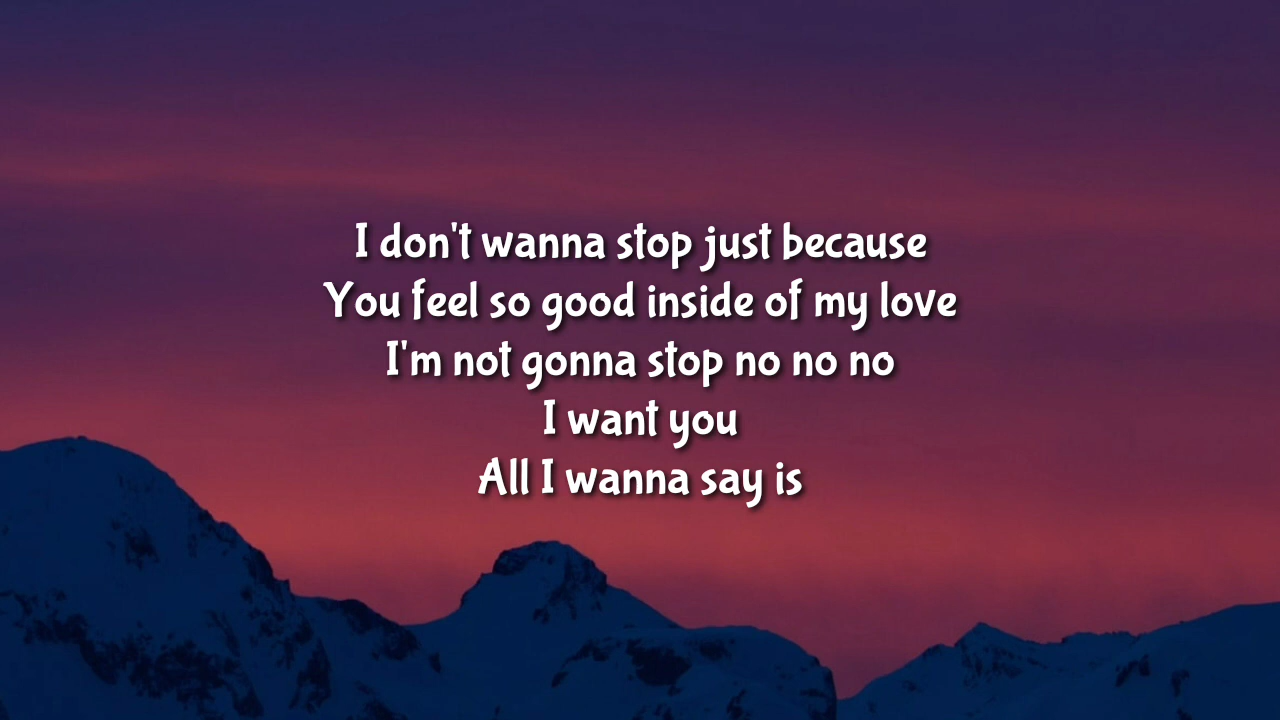 I don't wanna stop just because
You feel so good inside of my love
I'm not gonna stop no no no
I want you
All I wanna say is